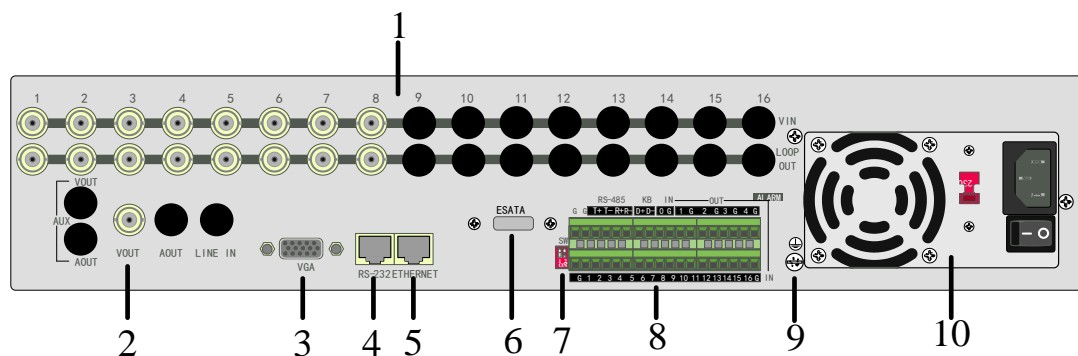 1
1 2 3 4 5 6 7 8 9 10 11 12 13 14 15 16
VIN
LOOP
OUT
VOUT
AUX
AOUT
VOUT AOUT LINE IN
VGA
RS-232 ETHERNET
ESATA
SW
RS-485 KB IN OUT ALARM
G G T+ T- R+ R- D+ D- 0 G 1 G 2 G 3 G 4 G
G 1 2 3 4 5 6 7 8 9 10 11 12 13 14 15 16 G IN
2 3 4 5 6 7 8 9 10